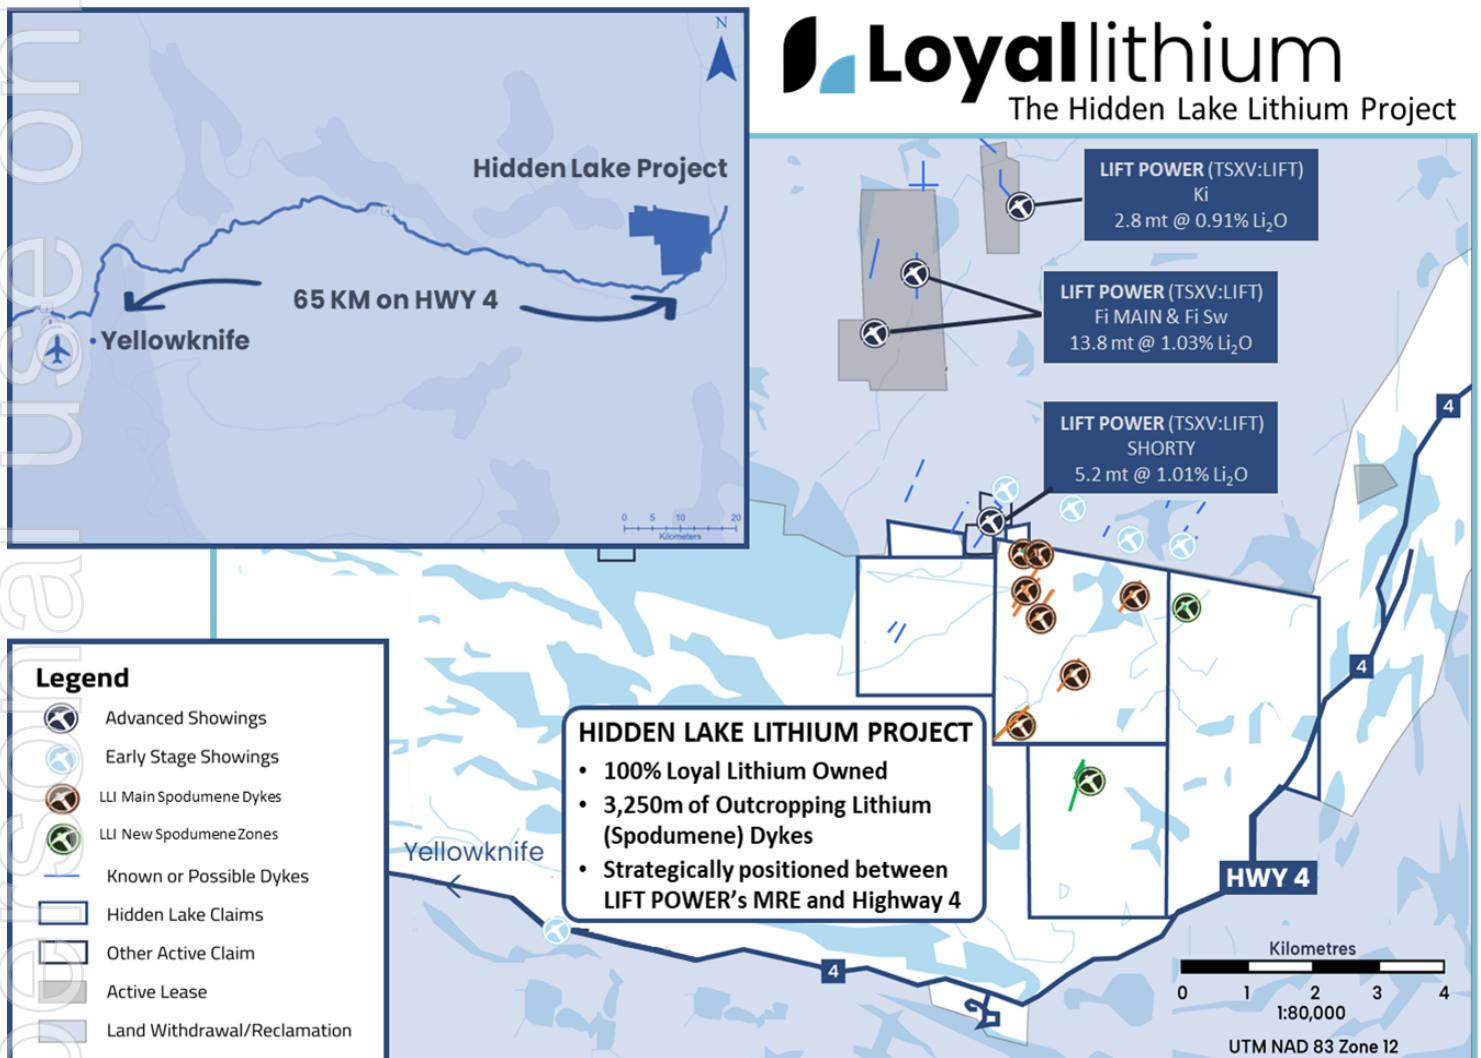 Loyallithium
The Hidden Lake Lithium Project
N
Hidden Lake Project
65 KM on HWY 4
Yellowknife
0 5 10 20
Kilometers
LIFT POWER (TSXV:LIFT)
Ki
2.8 mt @ 0.91% Li₂O
LIFT POWER (TSXV:LIFT)
Fi MAIN & Fi Sw
13.8 mt @ 1.03% Li₂O
LIFT POWER (TSXV:LIFT)
SHORTY
5.2 mt @ 1.01% Li₂O
4
4
Legend
Advanced Showings
Early Stage Showings
LLI Main Spodumene Dykes
LLI New Spodumene Zones
Known or Possible Dykes
Hidden Lake Claims
Other Active Claim
Active Lease
Land Withdrawal/Reclamation
HIDDEN LAKE LITHIUM PROJECT
• 100% Loyal Lithium Owned
• 3,250m of Outcropping Lithium
(Spodumene) Dykes
• Strategically positioned between
LIFT POWER's MRE and Highway 4
Yellowknife
HWY 4
4
Kilometres
0 1 2 3 4
1:80,000
UTM NAD 83 Zone 12
ersonal use on